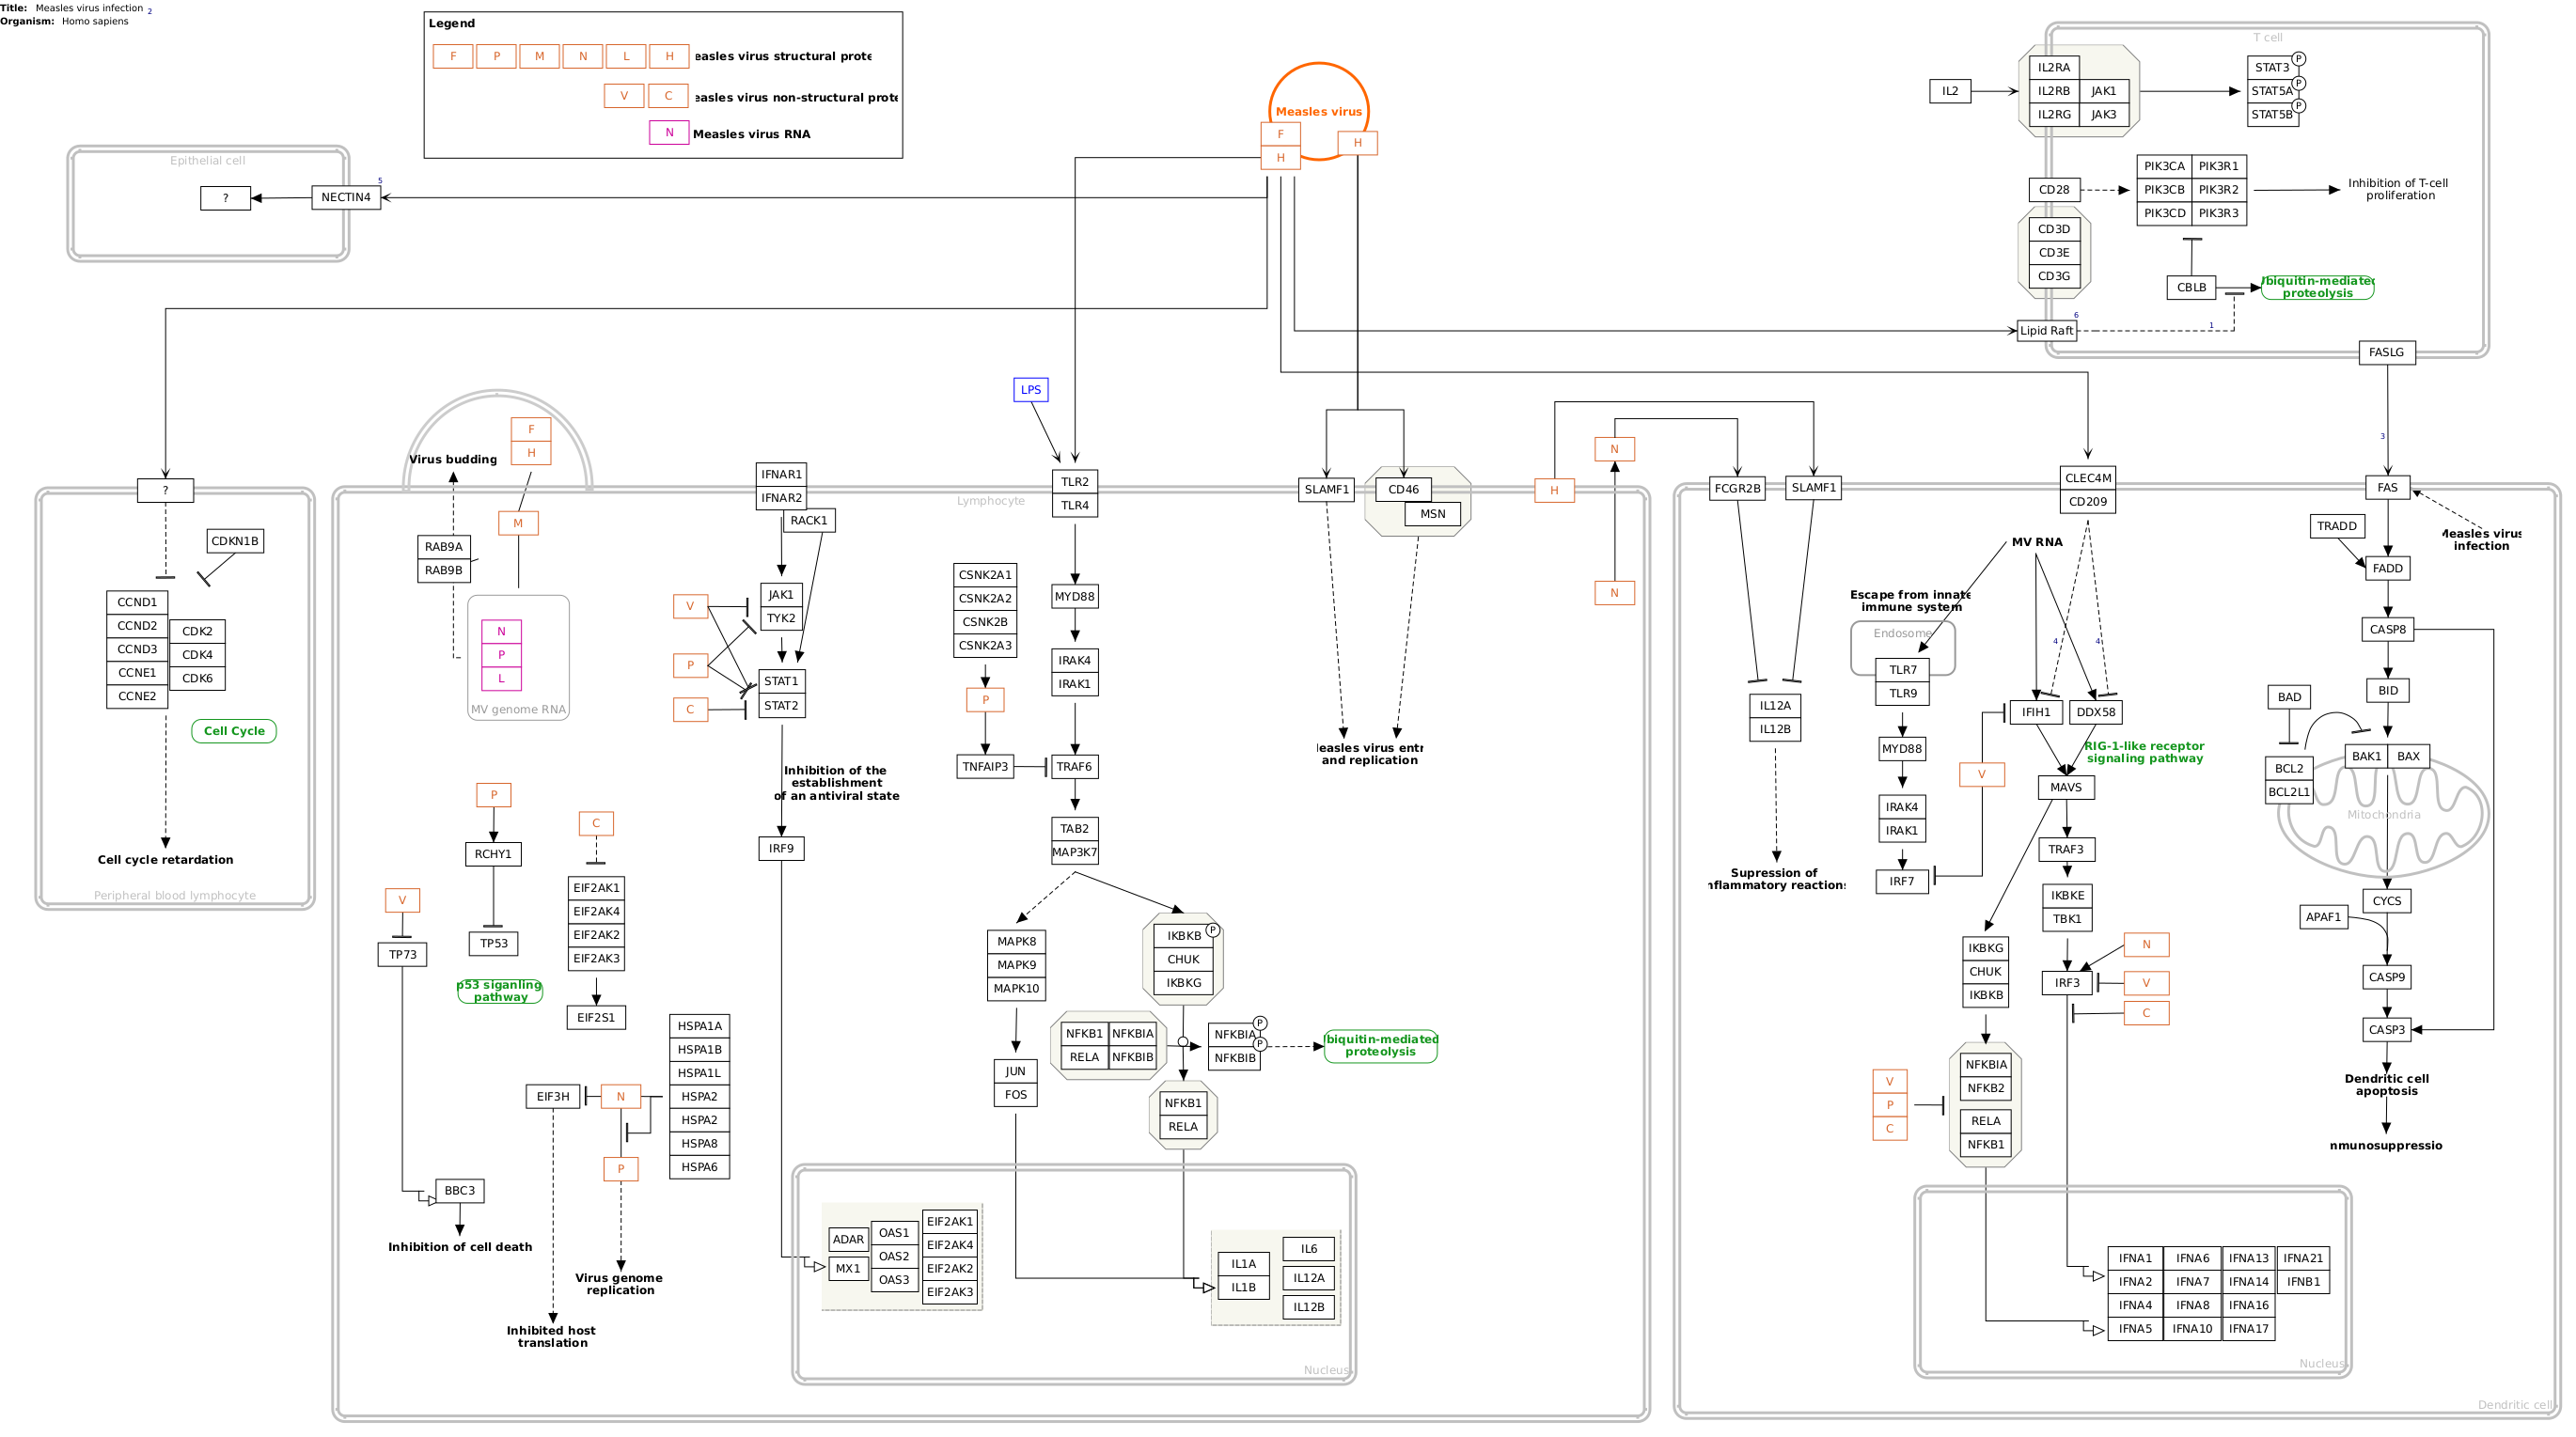 Title: Measles virus infection 2
Organism: Homo sapiens
Legend
F P M N L H easles virus structural prote
V C easles virus non-structural prote
N Measles virus RNA
Measles virus
F
H
H
Epithelial cell
?
NECTIN4
5
T cell
IL2
IL2RA
IL2RB
IL2RG
JAK1
JAK3
STAT3
STAT5A
STAT5B
P
P
P
CD28
PIK3CA PIK3R1
PIK3CB PIK3R2
PIK3CD PIK3R3
Inhibition of T-cell
proliferation
CD3D
CD3E
CD3G
CBLB
biquitin-mediated
proteolysis
Lipid Raft
6
1
FASLG
3
?
CDKN1B
CCND1
CCND2
CCND3
CCNE1
CCNE2
CDK2
CDK4
CDK6
Cell Cycle
Cell cycle retardation
Peripheral blood lymphocyte
Lymphocyte
F
H
Virus budding
M
RAB9A
RAB9B
N
P
L
MV genome RNA
IFNAR1
IFNAR2
RACK1
JAK1
TYK2
V
P
C
STAT1
STAT2
Inhibition of the
establishment
of an antiviral state
IRF9
P
RCHY1
TP53
p53 siganling
pathway
C
EIF2AK1
EIF2AK4
EIF2AK2
EIF2AK3
EIF2S1
V
TP73
BBC3
Inhibition of cell death
HSPA1A
HSPA1B
HSPA1L
HSPA2
HSPA2
HSPA8
HSPA6
EIF3H
N
P
Virus genome
replication
Inhibited host
translation
LPS
TLR2
TLR4
CSNK2A1
CSNK2A2
CSNK2B
CSNK2A3
P
TNFAIP3
MYD88
IRAK4
IRAK1
TRAF6
TAB2
MAP3K7
MAPK8
MAPK9
MAPK10
JUN
FOS
IKBKB
CHUK
IKBKG
P
NFKB1 NFKBIA
RELA NFKBIB
NFKBIA
NFKBIB
P
P
biquitin-mediated
proteolysis
NFKB1
RELA
SLAMF1
CD46
MSN
easles virus entr
and replication
H
N
N
ADAR
MX1
OAS1
OAS2
OAS3
EIF2AK1
EIF2AK4
EIF2AK2
EIF2AK3
IL1A
IL1B
IL6
IL12A
IL12B
Nucleus
FCGR2B
SLAMF1
IL12A
IL12B
Supression of
nflammatory reaction
CLEC4M
CD209
MV RNA
Escape from innate
immune system
Endosome
TLR7
TLR9
MYD88
IRAK4
IRAK1
IRF7
V
4
4
IFIH1
DDX58
RIG-1-like receptor
signaling pathway
MAVS
TRAF3
IKBKE
TBK1
IRF3
N
V
C
IKBKG
CHUK
IKBKB
V
P
C
NFKBIA
NFKB2
RELA
NFKB1
IFNA1 IFNA6 IFNA13 IFNA21
IFNA2 IFNA7 IFNA14 IFNB1
IFNA4 IFNA8 IFNA16
IFNA5 IFNA10 IFNA17
Nucleus
FAS
Measles virus
infection
TRADD
FADD
CASP8
BID
BAD
BCL2
BCL2L1
BAK1 BAX
Mitochondria
CYCS
APAF1
CASP9
CASP3
Dendritic cell
apoptosis
nmunosuppressio
Dendritic cell